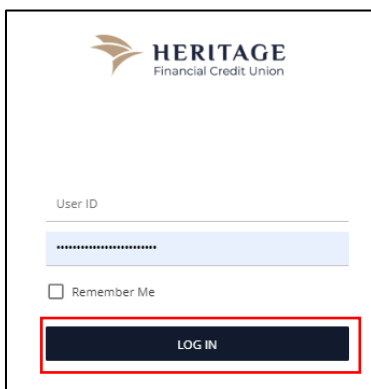 HERITAGE
Financial Credit Union
User ID
Remember Me
LOG IN